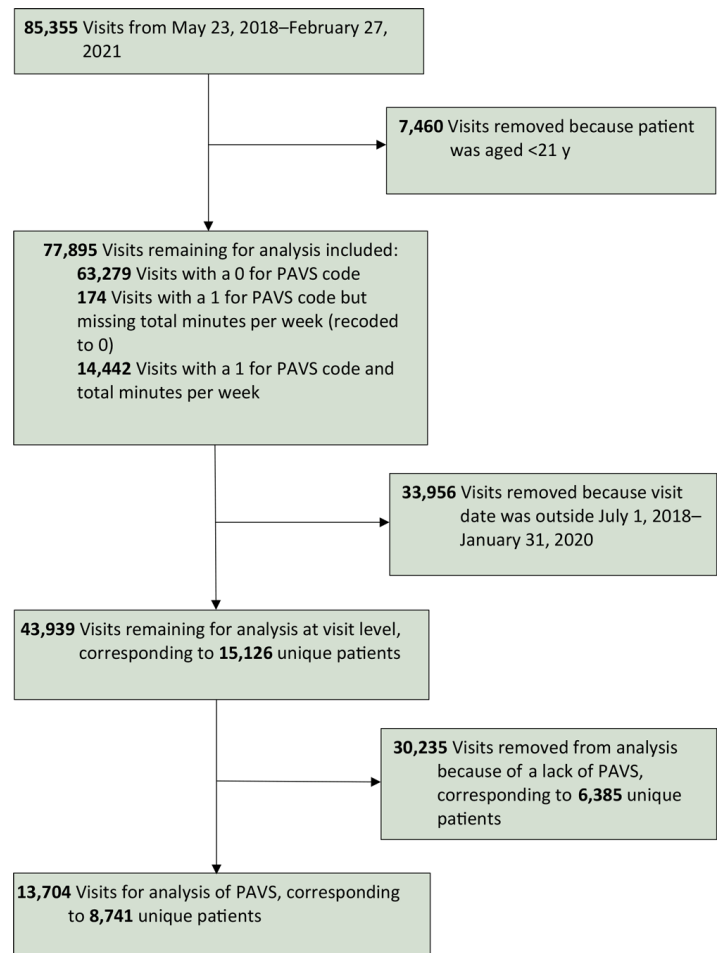 85,355 Visits from May 23, 2018–February 27,
2021
7,460 Visits removed because patient
was aged <21 y
77,895 Visits remaining for analysis included:
63,279 Visits with a 0 for PAVS code
174 Visits with a 1 for PAVS code but
missing total minutes per week (recoded
to 0)
14,442 Visits with a 1 for PAVS code and
total minutes per week
33,956 Visits removed because visit
date was outside July 1, 2018–
January 31, 2020
43,939 Visits remaining for analysis at visit level,
corresponding to 15,126 unique patients
30,235 Visits removed from analysis
because of a lack of PAVS,
corresponding to 6,385 unique
patients
13,704 Visits for analysis of PAVS, corresponding
to 8,741 unique patients